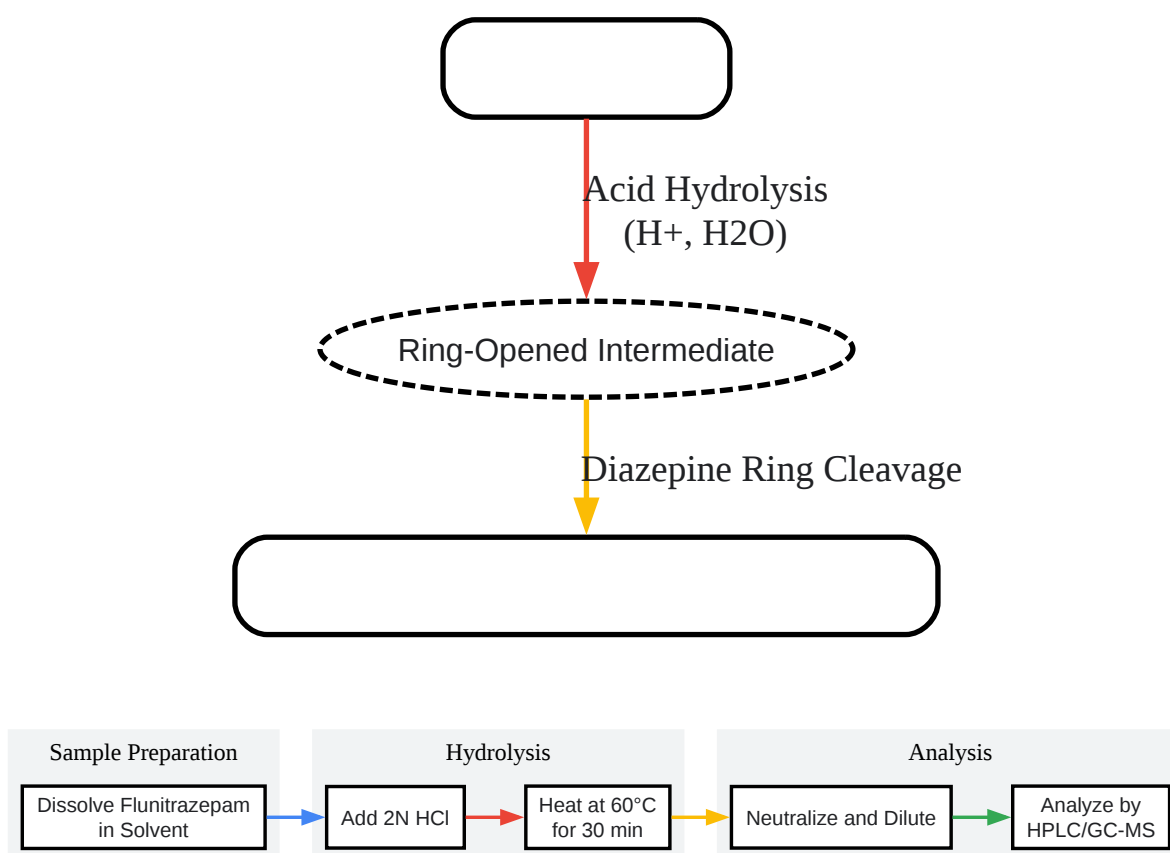 Acid Hydrolysis
(H+, H2O)
Ring-Opened Intermediate
Diazepine Ring Cleavage
Sample Preparation
Dissolve Flunitrazepam
in Solvent
Hydrolysis
Add 2N HCl
Heat at 60°C
for 30 min
Analysis
Neutralize and Dilute
Analyze by
HPLC/GC-MS